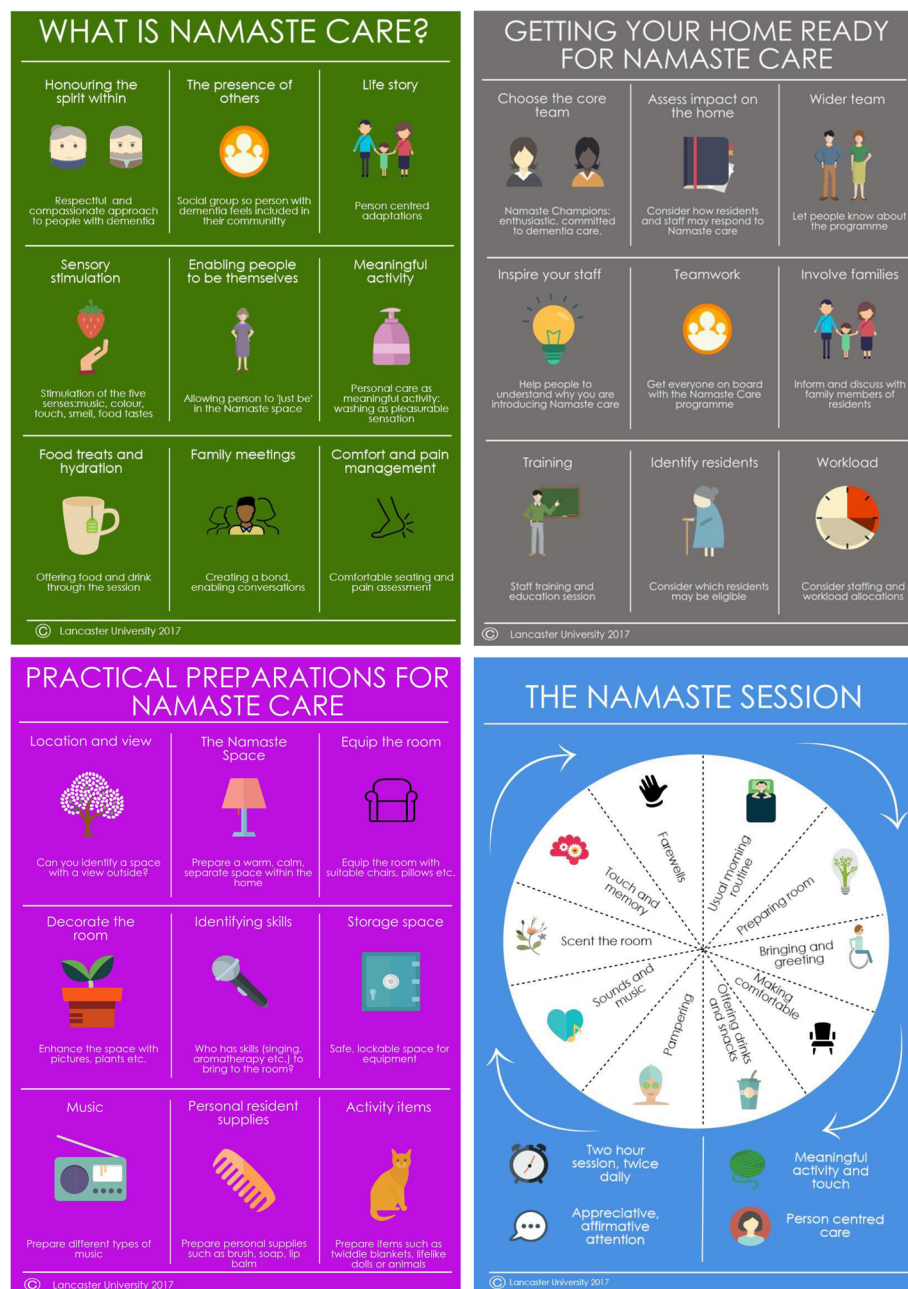 WHAT IS NAMASTE CARE?
Honouring the
spirit within
Respectful and
compassionate approach
to people with dementia
The presence of
others
Social group so person with
dementia feels included in
their community
Life story
Person centred
adaptations
Sensory
stimulation
Stimulation of the five
senses:music, colour,
touch, smell, food tastes
Enabling people
to be themselves
Allowing person to 'just be'
in the Namaste space
Meaningful
activity
Personal care as
meaningful activity:
washing as pleasurable
sensation
Food treats and
hydration
Offering food and drink
through the session
Family meetings
Creating a bond,
enabling conversations
Comfort and pain
management
Comfortable seating and
pain assessment
© Lancaster University 2017
GETTING YOUR HOME READY
FOR NAMASTE CARE
Choose the core
team
Namaste Champions:
enthusiastic, committed
to dementia care.
Assess impact on
the home
Consider how residents
and staff may respond to
Namaste care
Wider team
Let people know about
the programme
Inspire your staff
Help people to
understand why you are
introducing Namaste care
Teamwork
Get everyone on board
with the Namaste Care
programme
Involve families
Inform and discuss with
family members of
residents
Training
Staff training and
education session
Identify residents
Consider which residents
may be eligible
Workload
Consider staffing and
workload allocations
© Lancaster University 2017
PRACTICAL PREPARATIONS FOR
NAMASTE CARE
Location and view
Can you identify a space
with a view outside?
The Namaste
Space
Prepare a warm, calm,
separate space within the
home
Equip the room
Equip the room with
suitable chairs, pillows etc.
Decorate the
room
Enhance the space with
pictures, plants etc.
Identifying skills
Who has skills (singing,
aromatherapy etc.) to
bring to the room?
Storage space
Safe, lockable space for
equipment
Music
Prepare different types of
music
Personal resident
supplies
Prepare personal supplies
such as brush, soap, lip
balm
Activity items
Prepare items such as
twiddle blankets, lifelike
dolls or animals
© Lancaster University 2017
THE NAMASTE SESSION
Usual morning
routine
Preparing room
Bringing and
greeting
Making
comfortable
Offering drinks
and snacks
Pampering
Sounds and
music
Scent the room
Touch and
memory
Farewells
Two hour
session, twice
daily
Appreciative,
affirmative
attention
Meaningful
activity and
touch
Person centred
care
© Lancaster University 2017